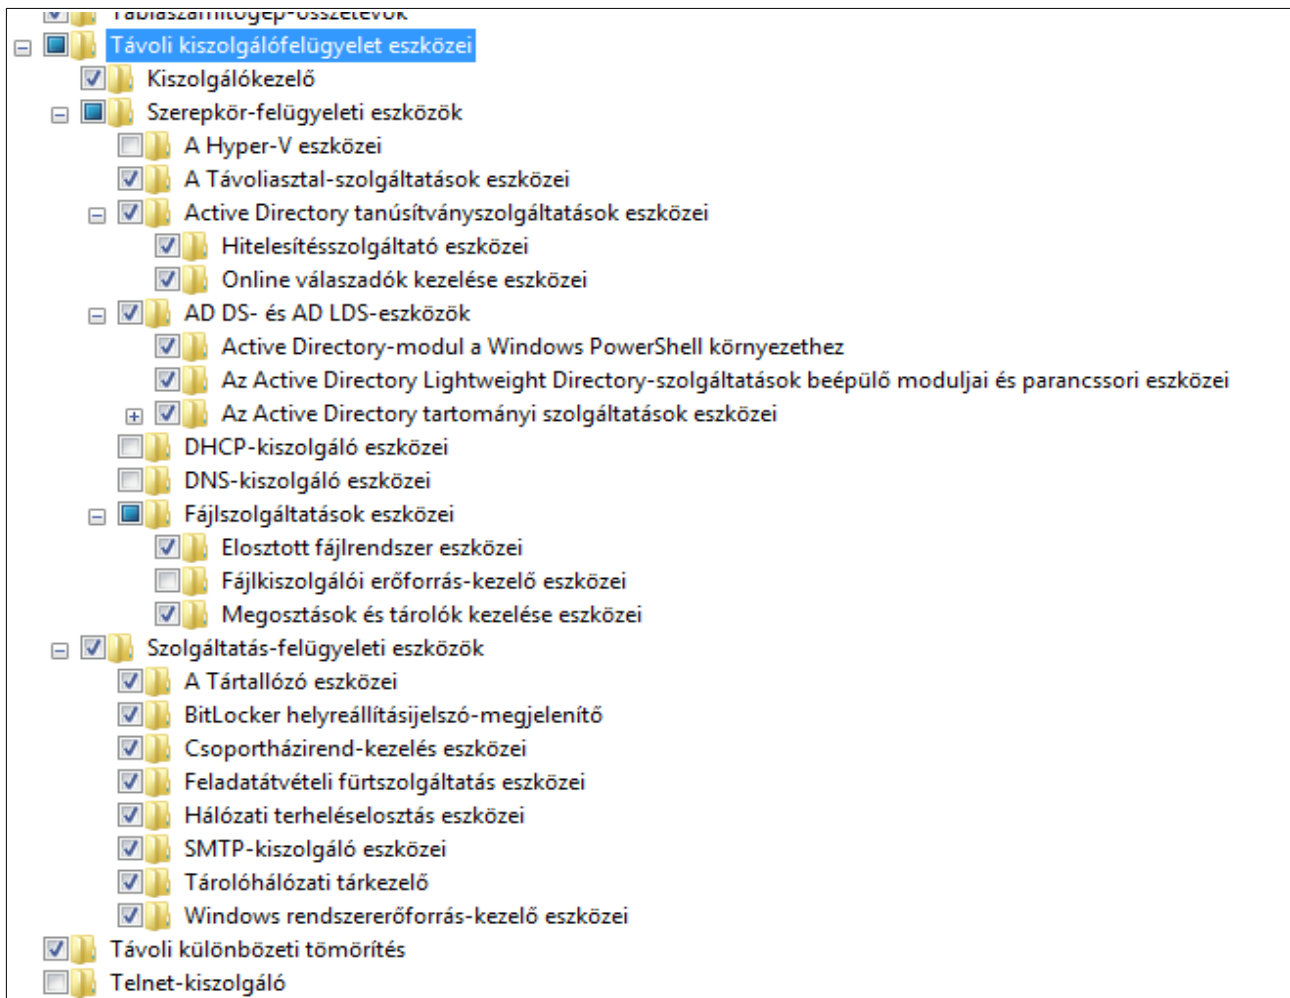 Táblaszámítógép-összetevők
Távoli kiszolgálófelügyelet eszközei
Kiszolgálókezelő
Szerepkör-felügyeleti eszközök
A Hyper-V eszközei
A Távoliasztal-szolgáltatások eszközei
Active Directory tanúsítványszolgáltatások eszközei
Hitelesítésszolgáltató eszközei
Online válaszadók kezelése eszközei
AD DS- és AD LDS-eszközök
Active Directory-modul a Windows PowerShell környezethez
Az Active Directory Lightweight Directory-szolgáltatások beépülő moduljai és parancssori eszközei
Az Active Directory tartományi szolgáltatások eszközei
DHCP-kiszolgáló eszközei
DNS-kiszolgáló eszközei
Fájlszolgáltatások eszközei
Elosztott fájlrendszer eszközei
Fájlkiszolgálói erőforrás-kezelő eszközei
Megosztások és tárolók kezelése eszközei
Szolgáltatás-felügyeleti eszközök
A Tártallózó eszközei
BitLocker helyreállításijelszó-megjelenítő
Csoportházirend-kezelés eszközei
Feladatátvételi fürtszolgáltatás eszközei
Hálózati terheléselosztás eszközei
SMTP-kiszolgáló eszközei
Tárolóhálózati tárkezelő
Windows rendszererőforrás-kezelő eszközei
Távoli különbözeti tömörítés
Telnet-kiszolgáló